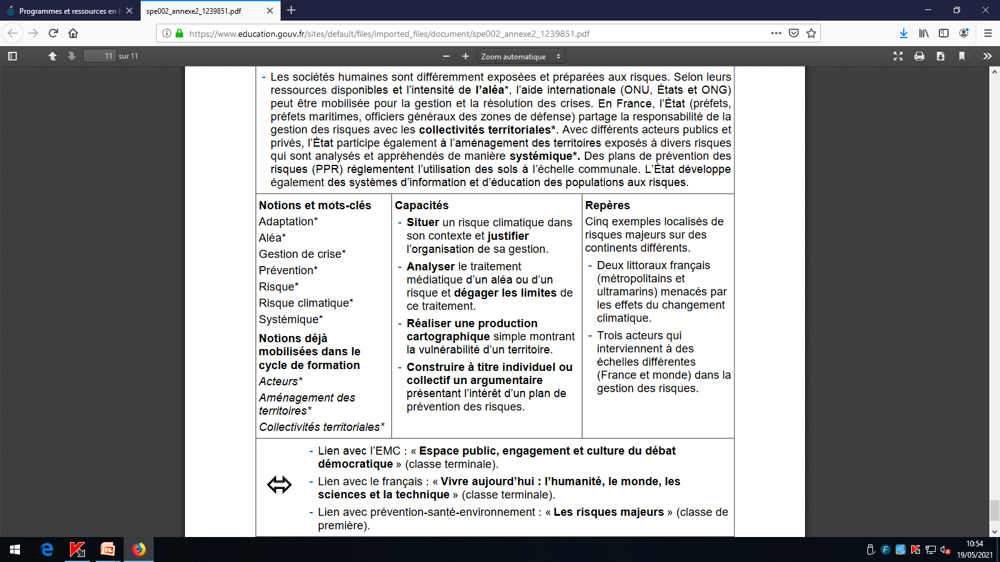 Programmes et ressources en h
spe002_annexe2_1239851.pdf
https://www.education.gouv.fr/sites/default/files/imported_files/document/spe002_annexe2_1239851.pdf
11 sur 11
Zoom automatique
- Les sociétés humaines sont différemment exposées et préparées aux risques. Selon leurs
ressources disponibles et l’intensité de l’aléa*, l’aide internationale (ONU, États et ONG)
peut être mobilisée pour la gestion et la résolution des crises. En France, l’État (préfets,
préfets maritimes, officiers généraux des zones de défense) partage la responsabilité de la
gestion des risques avec les collectivités territoriales*. Avec différents acteurs publics et
privés, l’État participe également à l’aménagement des territoires exposés à divers risques
qui sont analysés et appréhendés de manière systémique*. Des plans de prévention des
risques (PPR) réglementent l’utilisation des sols à l’échelle communale. L’État développe
également des systèmes d’information et d’éducation des populations aux risques.
Notions et mots-clés
Adaptation*
Aléa*
Gestion de crise*
Prévention*
Risque*
Risque climatique*
Systémique*
Notions déjà
mobilisées dans le
cycle de formation
Acteurs*
Aménagement des
territoires*
Collectivités territoriales*
Capacités
- Situer un risque climatique dans
son contexte et justifier
l’organisation de sa gestion.
- Analyser le traitement
médiatique d’un aléa ou d’un
risque et dégager les limites de
ce traitement.
- Réaliser une production
cartographique simple montrant
la vulnérabilité d’un territoire.
- Construire à titre individuel ou
collectif un argumentaire
présentant l’intérêt d’un plan de
prévention des risques.
Repères
Cinq exemples localisés de
risques majeurs sur des
continents différents.
- Deux littoraux français
(métropolitains et
ultramarins) menacés par
les effets du changement
climatique.
- Trois acteurs qui
interviennent à des
échelles différentes
(France et monde) dans la
gestion des risques.
- Lien avec l’EMC : « Espace public, engagement et culture du débat
démocratique » (classe terminale).
- Lien avec le français : « Vivre aujourd’hui : l’humanité, le monde, les
sciences et la technique » (classe terminale).
- Lien avec prévention-santé-environnement : « Les risques majeurs » (classe de
première).
10:54
19/05/2021